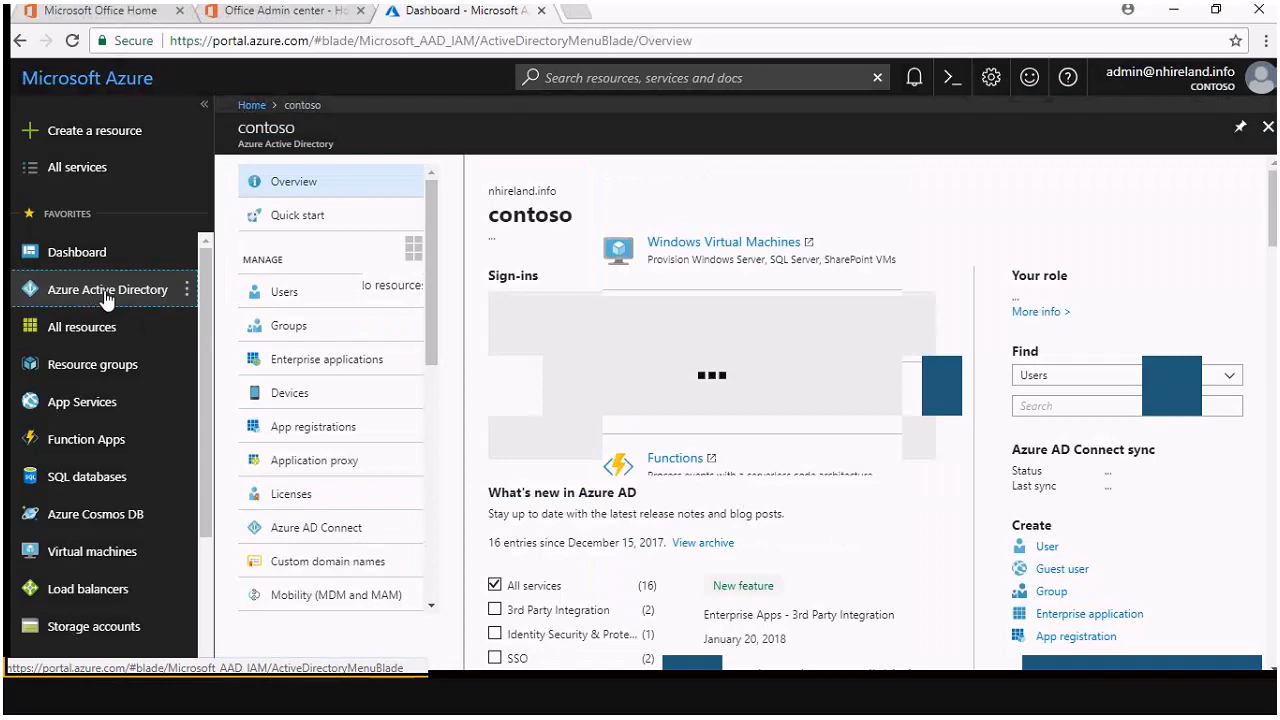 Microsoft Office Home
Office Admin center - Ho
Dashboard - Microsoft A
Secure
https://portal.azure.com/#blade/Microsoft_AAD_IAM/ActiveDirectoryMenuBlade/Overview
Microsoft Azure
Search resources, services and docs
admin@nhireland.info
CONTOSO
Create a resource
All services
FAVORITES
Dashboard
Azure Active Directory
All resources
Resource groups
App Services
Function Apps
SQL databases
Azure Cosmos DB
Virtual machines
Load balancers
Storage accounts
https://portal.azure.com/#blade/Microsoft_AAD_IAM/ActiveDirectoryMenuBlade
Home > contoso
contoso
Azure Active Directory
Overview
Quick start
MANAGE
Users
lo resource:
Groups
Enterprise applications
Devices
App registrations
Application proxy
Licenses
Azure AD Connect
Custom domain names
Mobility (MDM and MAM)
nhireland.info
contoso
...
Windows Virtual Machines
Provision Windows Server, SQL Server, SharePoint VMs
Sign-ins
Functions
Process events with a serverless code architecture
What's new in Azure AD
Stay up to date with the latest release notes and blog posts.
16 entries since December 15, 2017. View archive
All services (16)
3rd Party Integration (2)
Identity Security & Prote... (1)
SSO (2)
New feature
Enterprise Apps - 3rd Party Integration
January 20, 2018
Your role
...
More info >
Find
Users
Search
Azure AD Connect sync
Status ...
Last sync ...
Create
User
Guest user
Group
Enterprise application
App registration